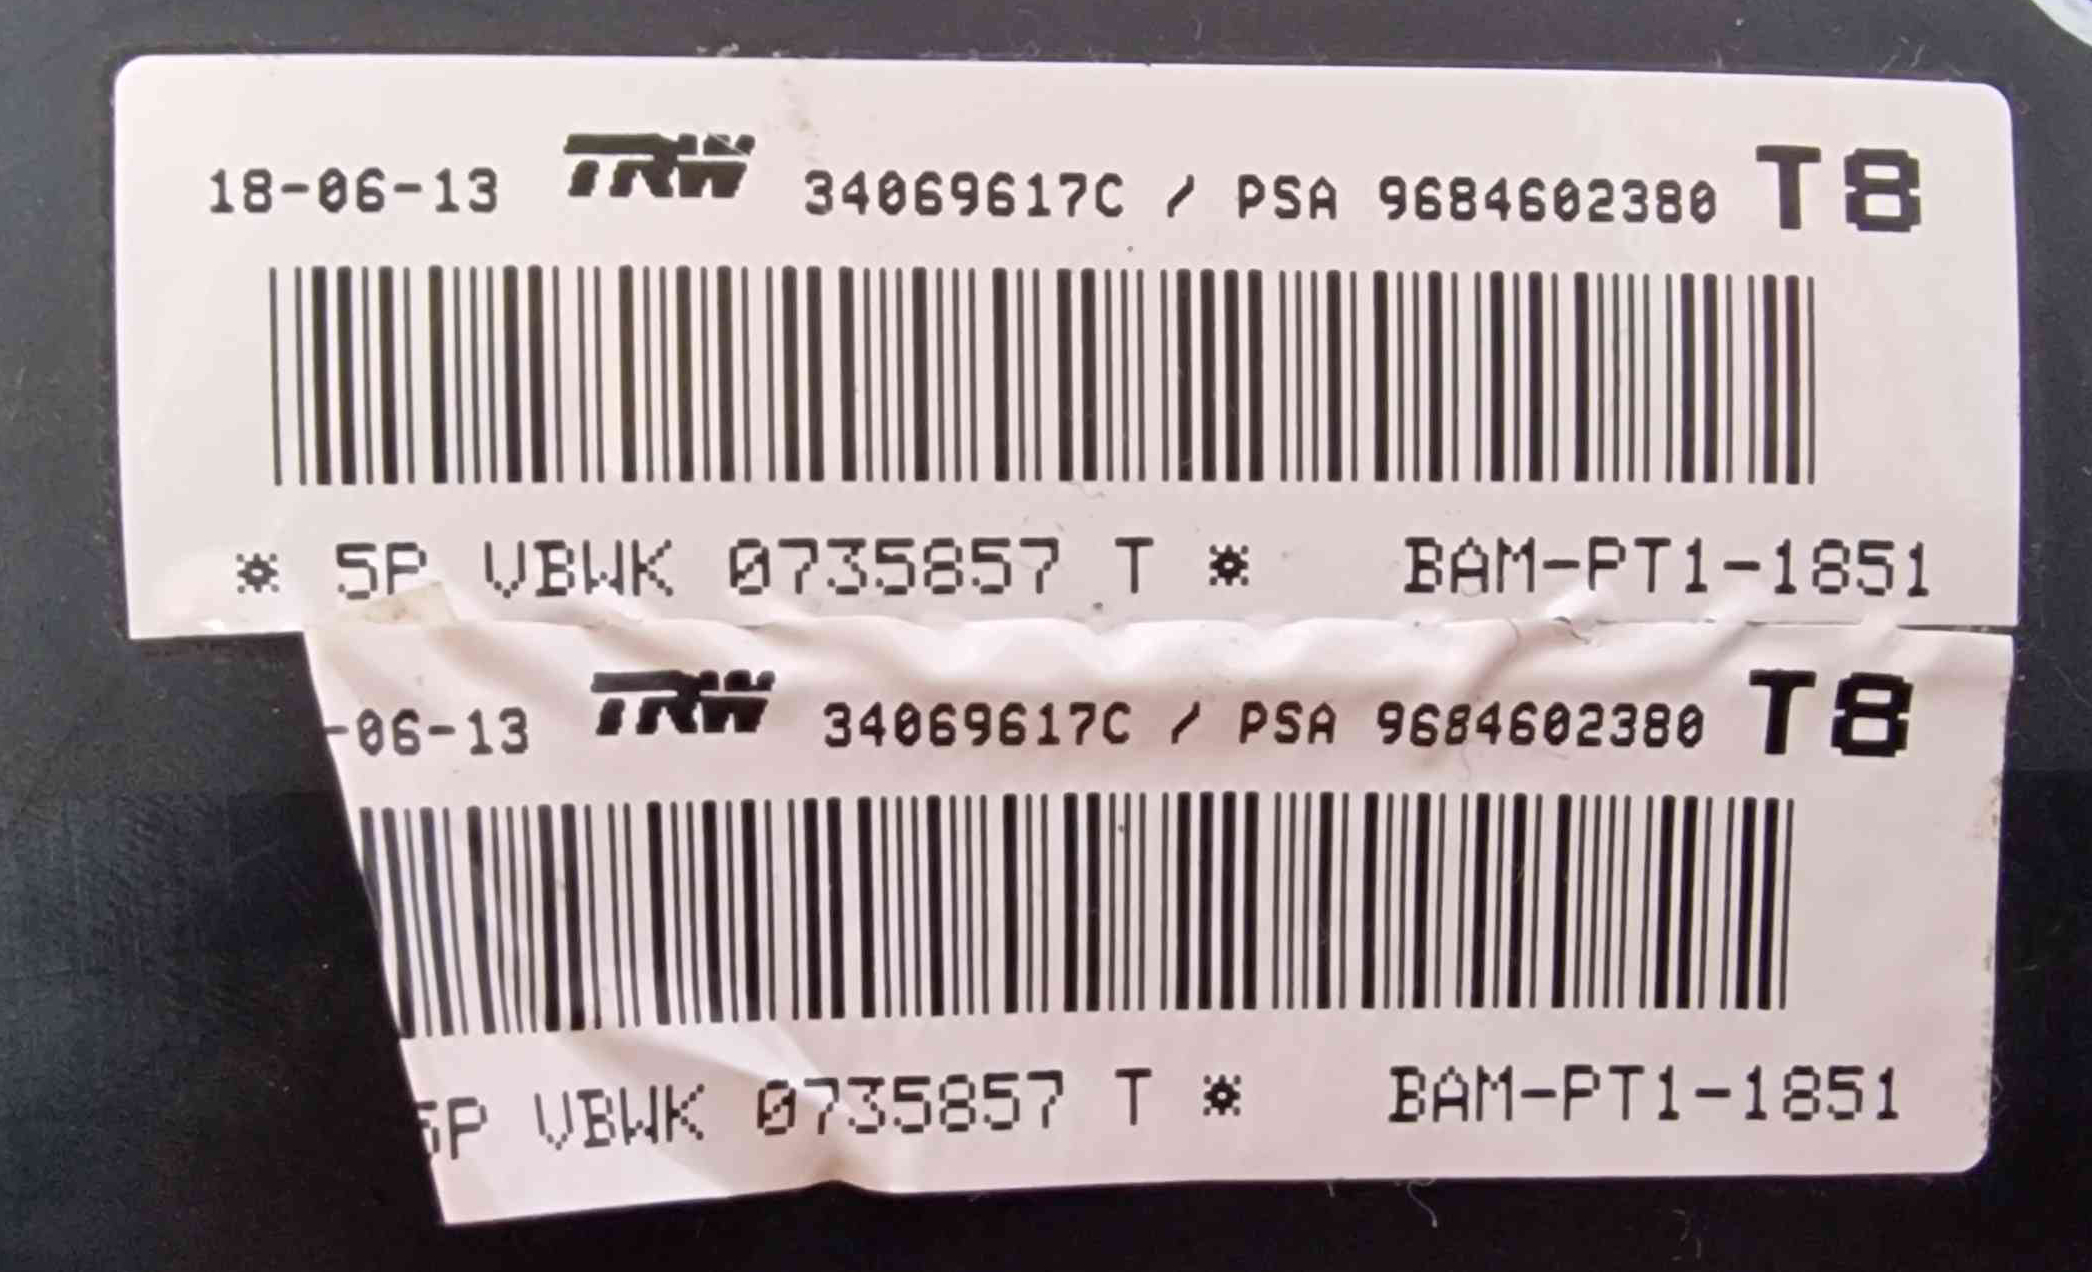 18-06-13 TRW 34069617C / PSA 9684602380 T8
* 5P VBWK 0735857 T * BAM-PT1-1851
-06-13 TRW 34069617C / PSA 9684602380 T8
5P VBWK 0735857 T * BAM-PT1-1851